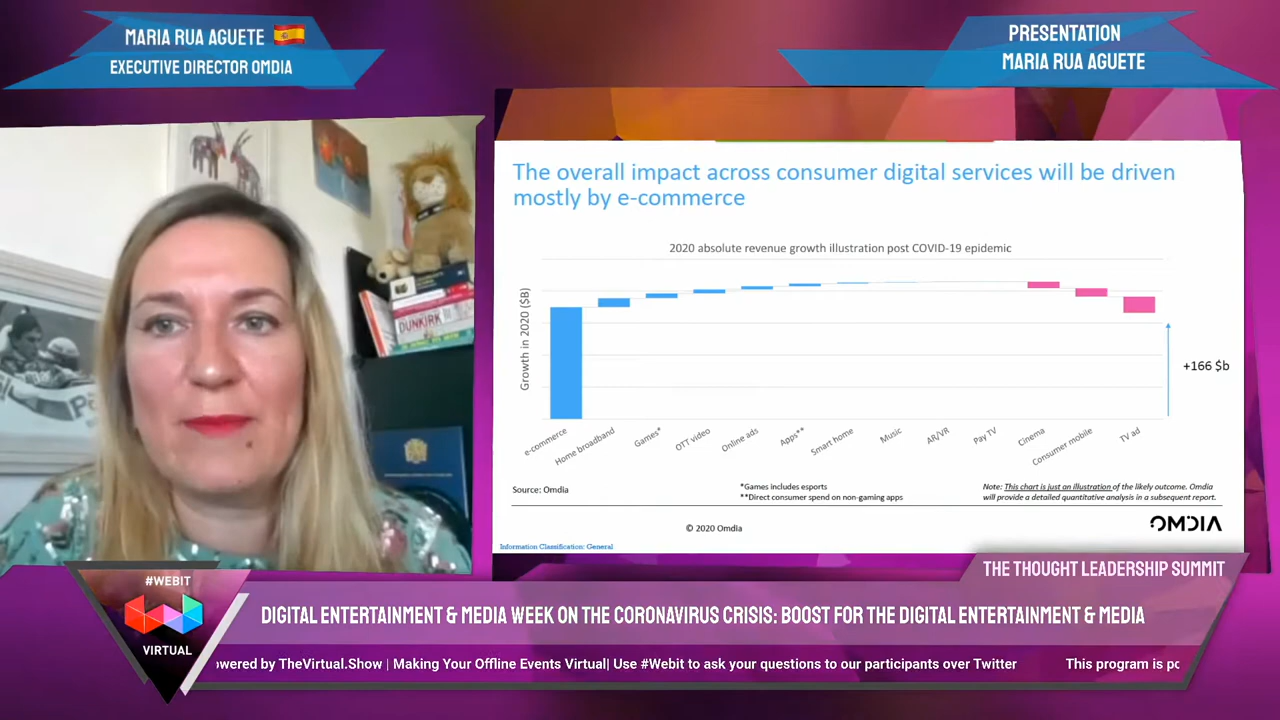 MARIA RUA AGUETE
EXECUTIVE DIRECTOR OMDIA
PRESENTATION
MARIA RUA AGUETE
DUNKIRK
The overall impact across consumer digital services will be driven
mostly by e-commerce
2020 absolute revenue growth illustration post COVID-19 epidemic
Growth in 2020 ($B)
+166 $b
e-commerce
Home broadband
Games*
OTT video
Online ads
Apps**
Smart home
Music
AR/VR
Pay TV
Cinema
Consumer mobile
TV ad
Source: Omdia
*Games includes esports
**Direct consumer spend on non-gaming apps
Note: This chart is just an illustration of the likely outcome. Omdia
will provide a detailed quantitative analysis in a subsequent report.
© 2020 Omdia
OMDIA
Information Classification: General
THE THOUGHT LEADERSHIP SUMMIT
#WEBIT
VIRTUAL
DIGITAL ENTERTAINMENT & MEDIA WEEK ON THE CORONAVIRUS CRISIS: BOOST FOR THE DIGITAL ENTERTAINMENT & MEDIA
owered by TheVirtual.Show | Making Your Offline Events Virtual| Use #Webit to ask your questions to our participants over Twitter
This program is po